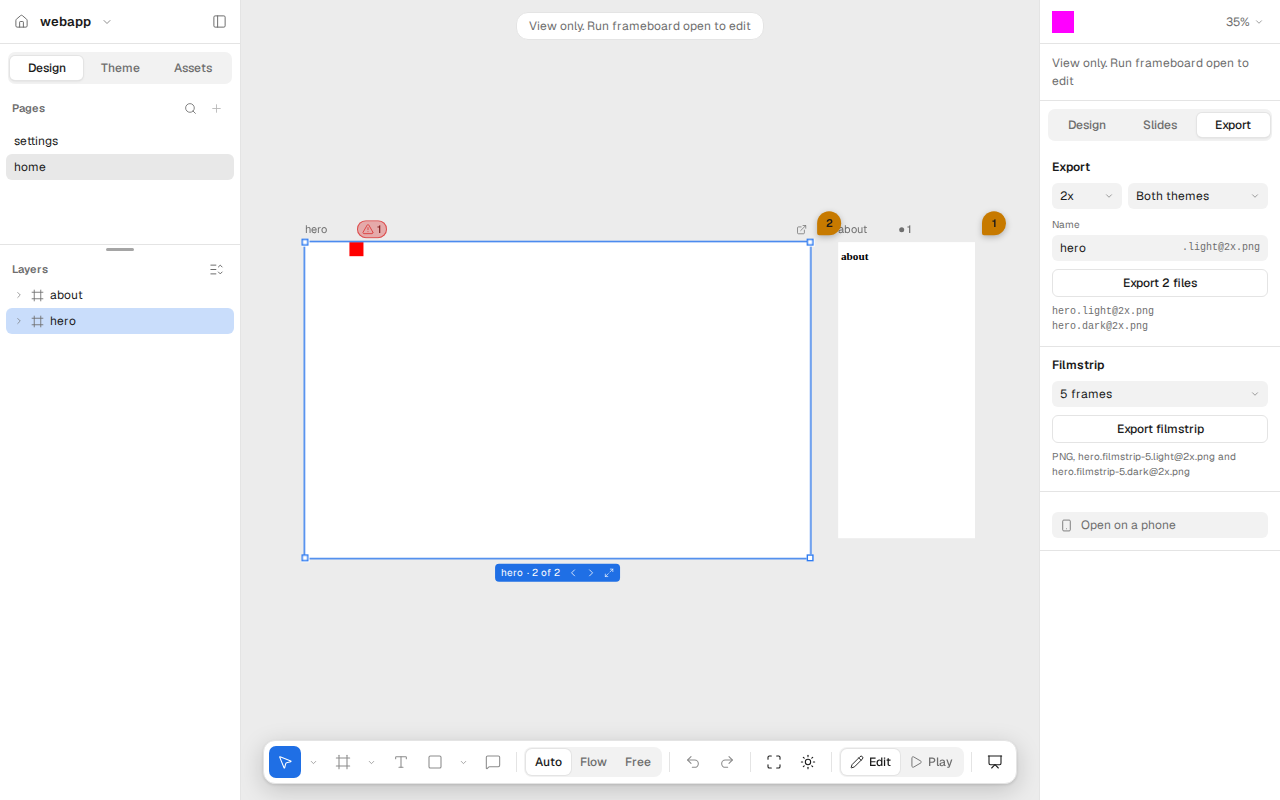 webapp
Design Theme Assets
Pages
settings
home
Layers
about
hero
View only. Run frameboard open to edit
hero 1
2
about 1
1
about
hero · 2 of 2
Auto Flow Free Edit Play
35%
View only. Run frameboard open to
edit
Design Slides Export
Export
2x Both themes
Name
hero .light@2x.png
Export 2 files
hero.light@2x.png
hero.dark@2x.png
Filmstrip
5 frames
Export filmstrip
PNG, hero.filmstrip-5.light@2x.png and
hero.filmstrip-5.dark@2x.png
Open on a phone